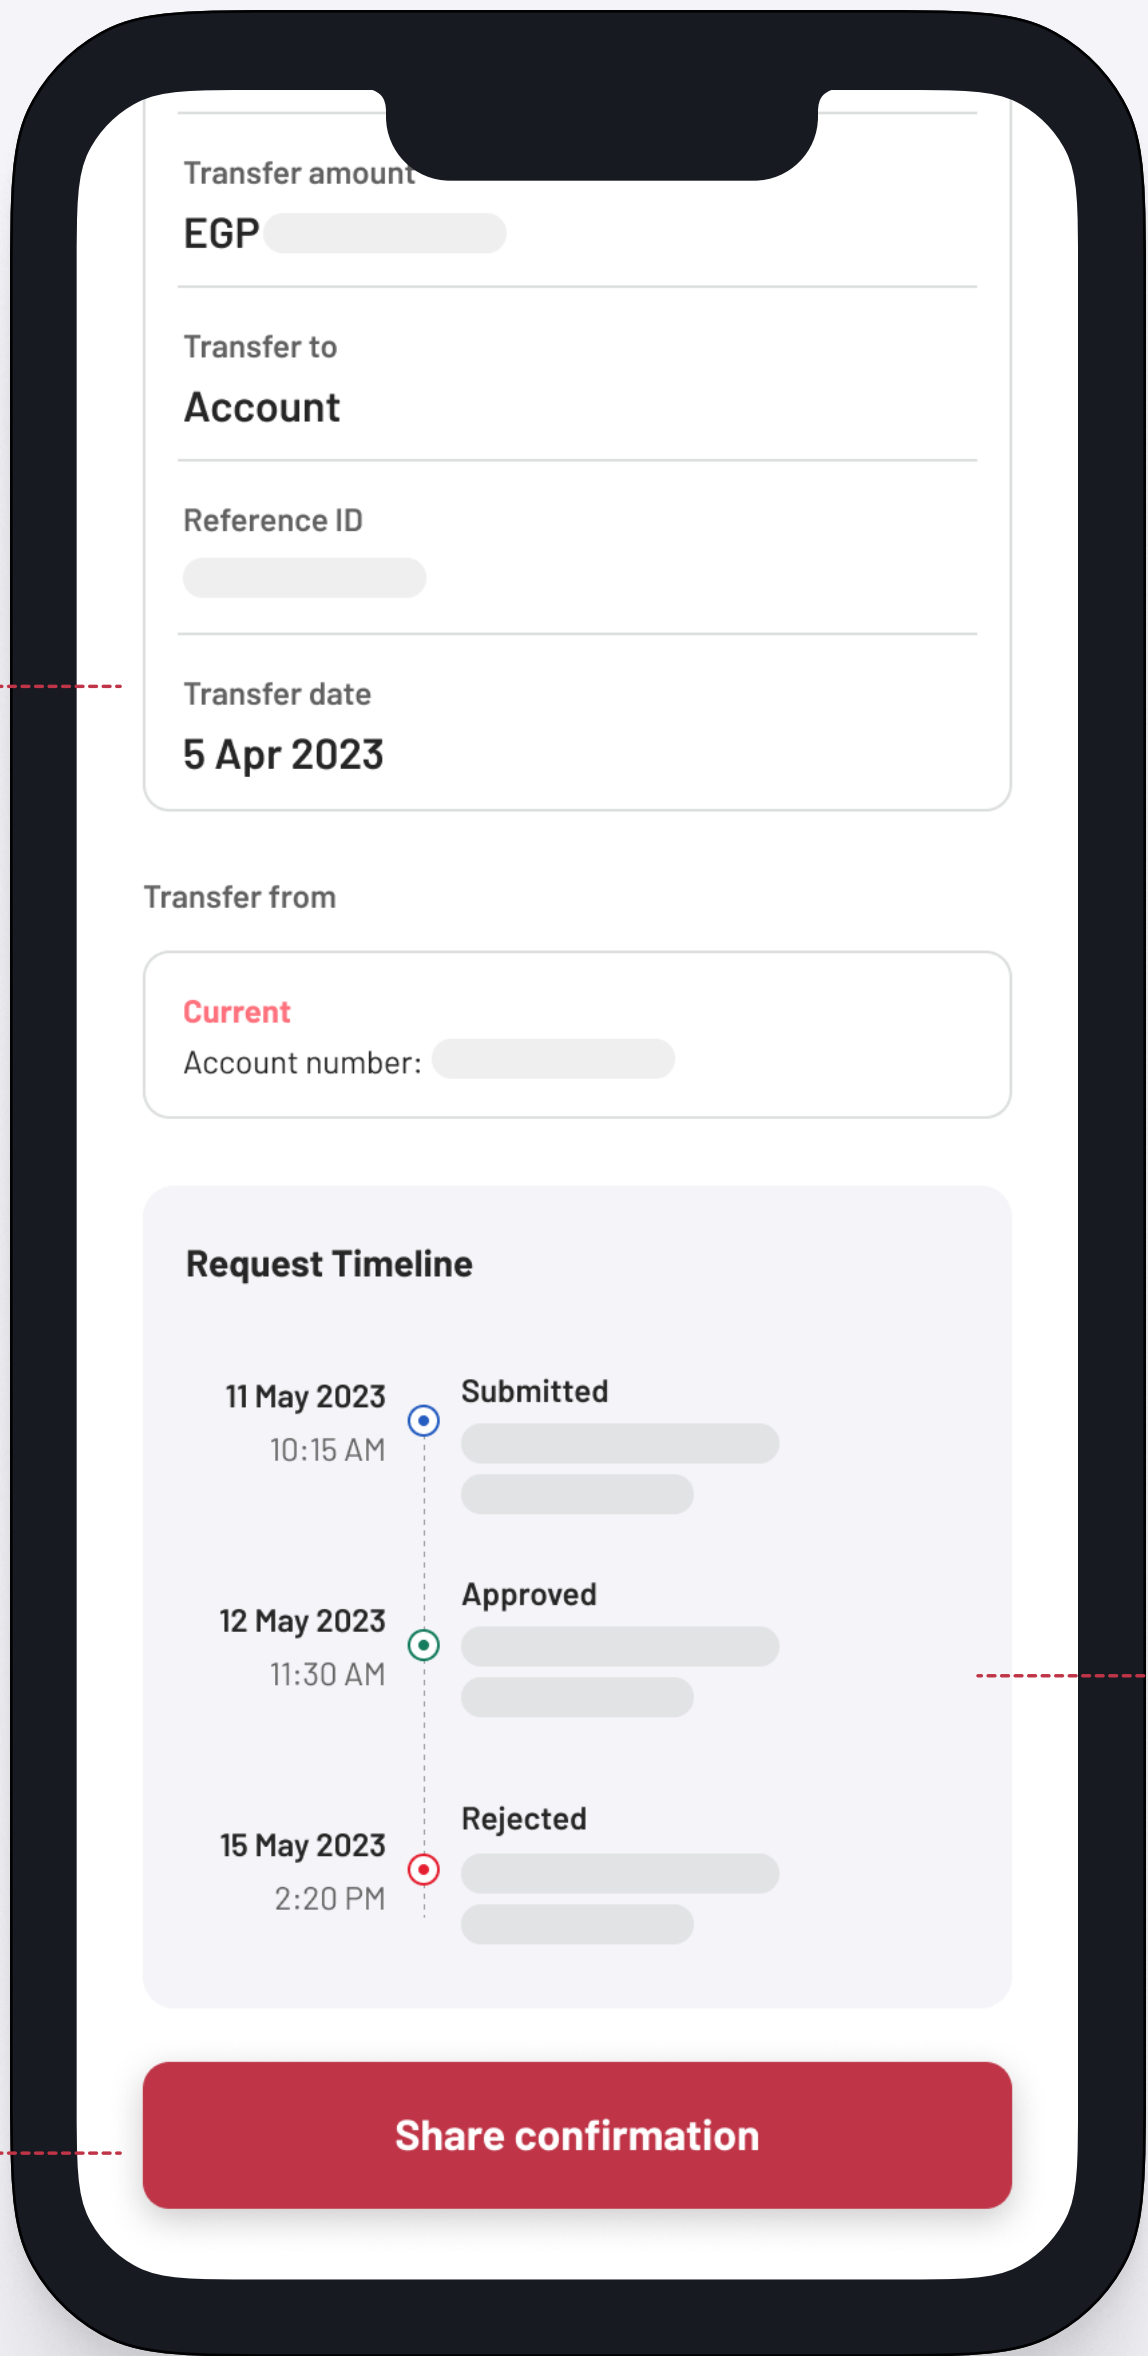 Transfer amount
EGP
Transfer to
Account
Reference ID
Transfer date
5 Apr 2023
Transfer from
Current
Account number:
Request Timeline
11 May 2023
Submitted
10:15 AM
Approved
12 May 2023
11:30 AM
Rejected
15 May 2023
2:20 PM
Share confirmation